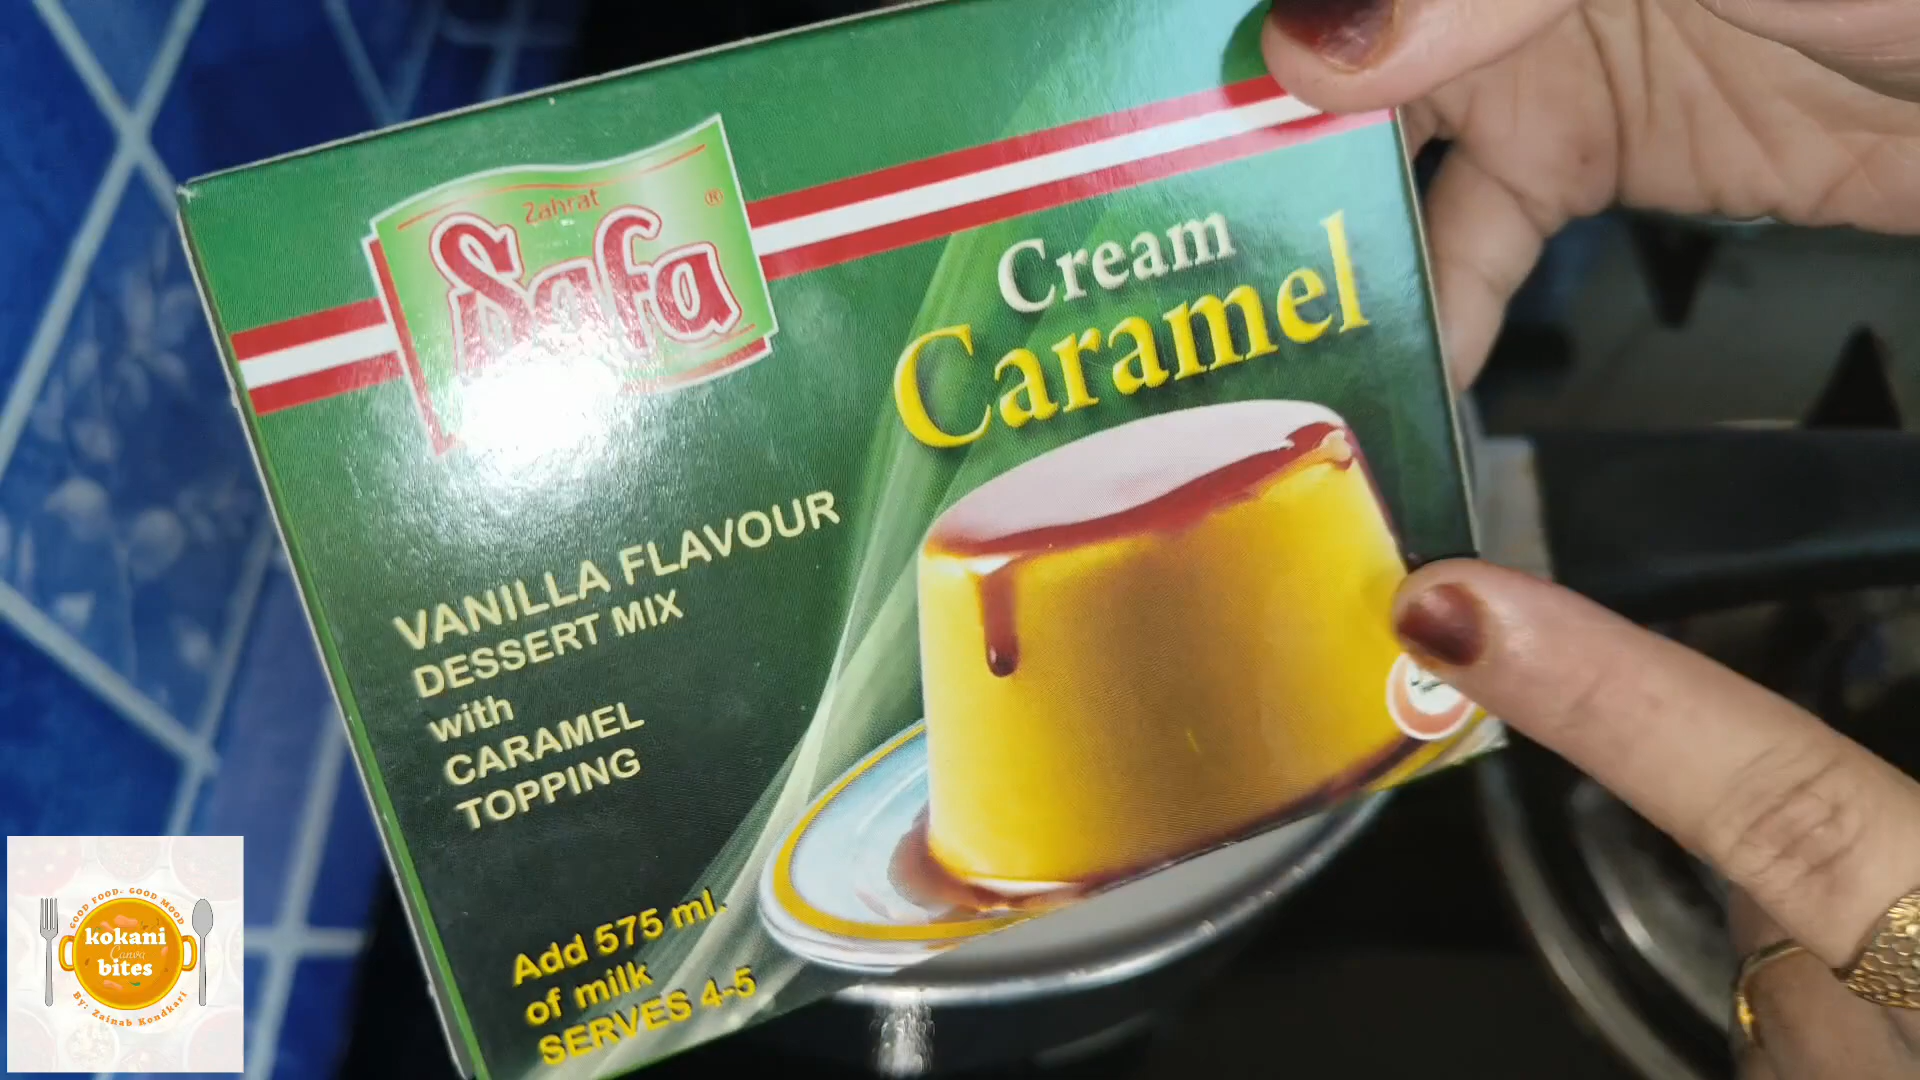 Zahrat
Safa ®
Cream
Caramel
VANILLA FLAVOUR
DESSERT MIX
with
CARAMEL
TOPPING
Add 575 ml.
of milk
SERVES 4-5
GOOD FOOD- GOOD MOOD
kokani
Canva
bites
By: Zainab Kondkari